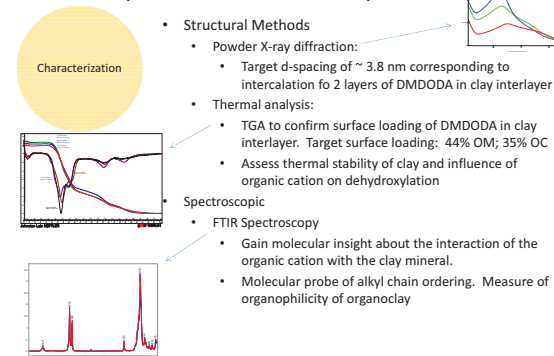 Characterization
• Structural Methods
• Powder X-ray diffraction:
• Target d-spacing of ~ 3.8 nm corresponding to
intercalation fo 2 layers of DMDODA in clay interlayer
• Thermal analysis:
• TGA to confirm surface loading of DMDODA in clay
interlayer. Target surface loading: 44% OM; 35% OC
• Assess thermal stability of clay and influence of
organic cation on dehydroxylation
• Spectroscopic
• FTIR Spectroscopy
• Gain molecular insight about the interaction of the
organic cation with the clay mineral.
• Molecular probe of alkyl chain ordering. Measure of
organophilicity of organoclay